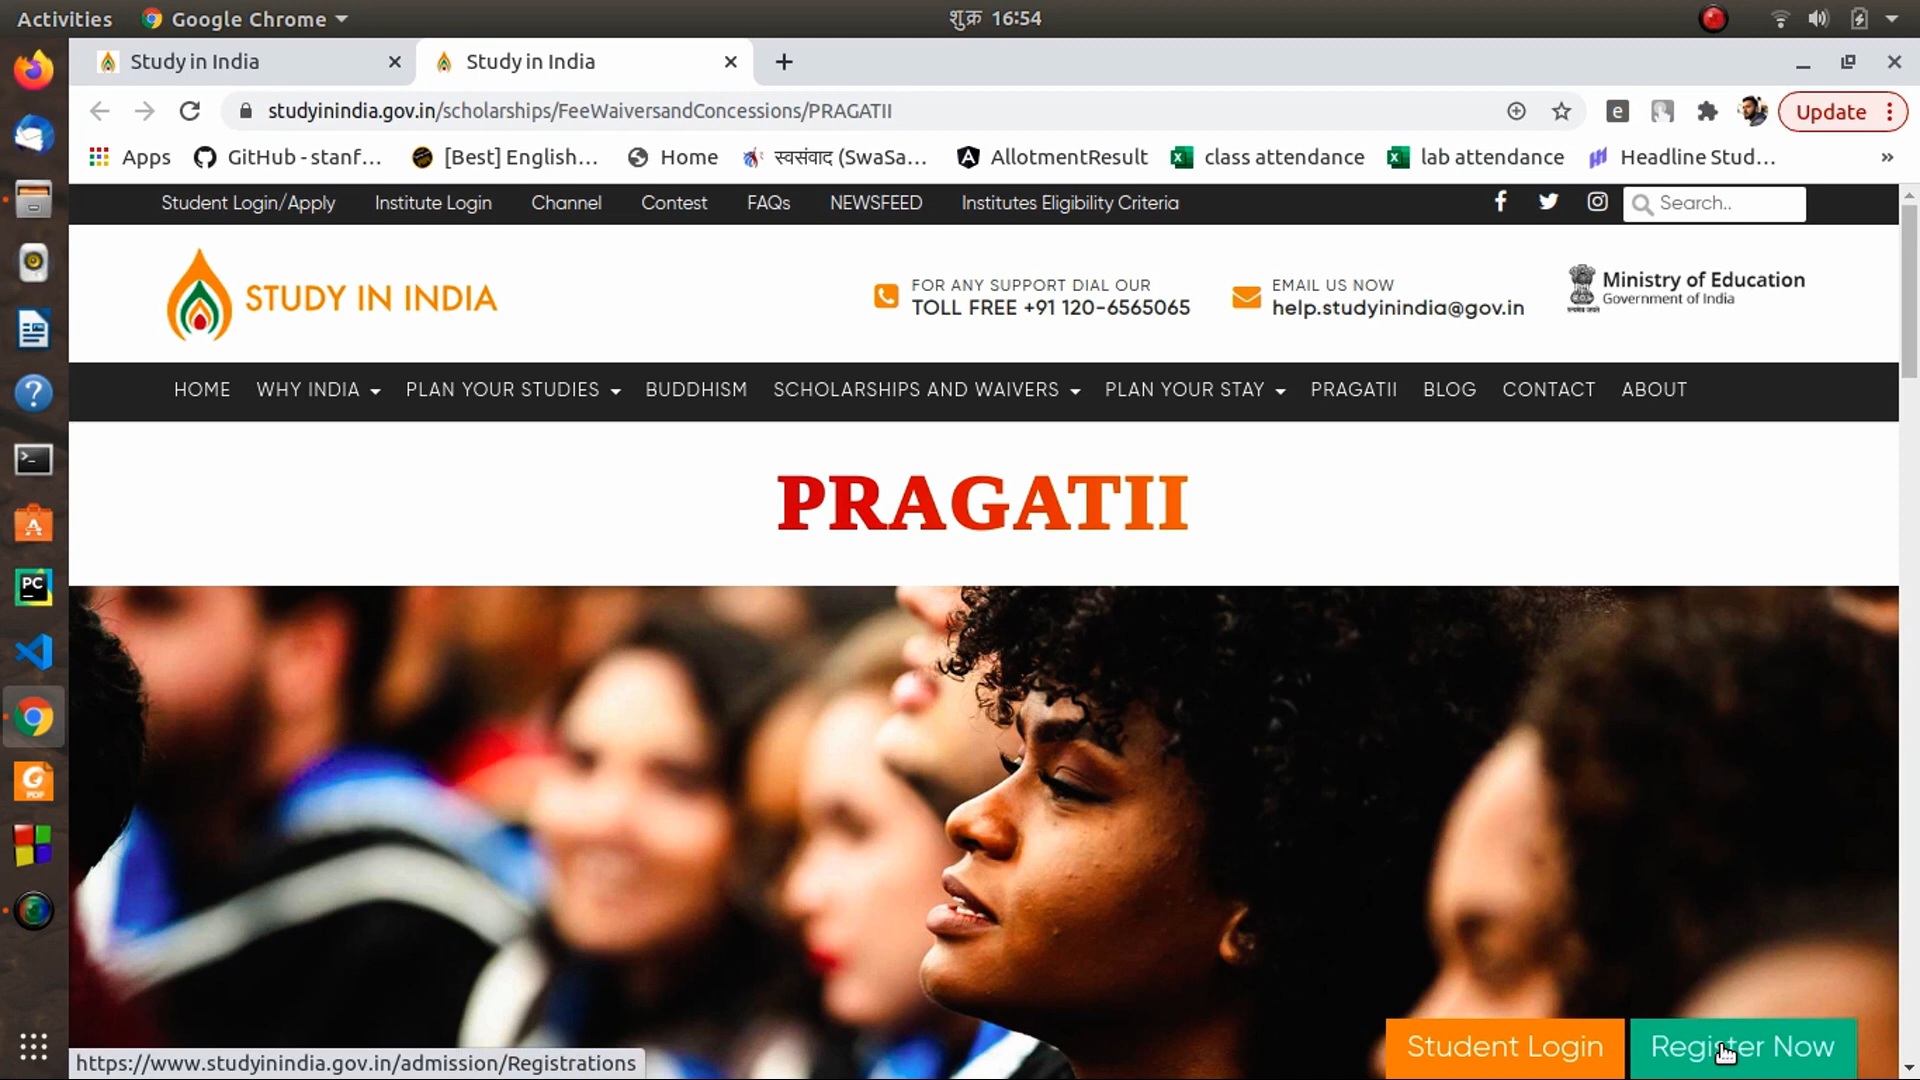 Activities
Google Chrome
शुक्र 16:54
Study in India
Study in India
studyinindia.gov.in/scholarships/FeeWaiversandConcessions/PRAGATII
Update
Apps
GitHub - stanf...
[Best] English...
Home
स्वसंवाद (SwaSa...
AllotmentResult
class attendance
lab attendance
Headline Stud...
Student Login/Apply
Institute Login
Channel
Contest
FAQs
NEWSFEED
Institutes Eligibility Criteria
Search..
STUDY IN INDIA
FOR ANY SUPPORT DIAL OUR
TOLL FREE +91 120-6565065
EMAIL US NOW
help.studyinindia@gov.in
Ministry of Education
Government of India
सत्यमेव जयते
HOME
WHY INDIA
PLAN YOUR STUDIES
BUDDHISM
SCHOLARSHIPS AND WAIVERS
PLAN YOUR STAY
PRAGATII
BLOG
CONTACT
ABOUT
PRAGATII
PC
PDF
Student Login
Register Now
https://www.studyinindia.gov.in/admission/Registrations